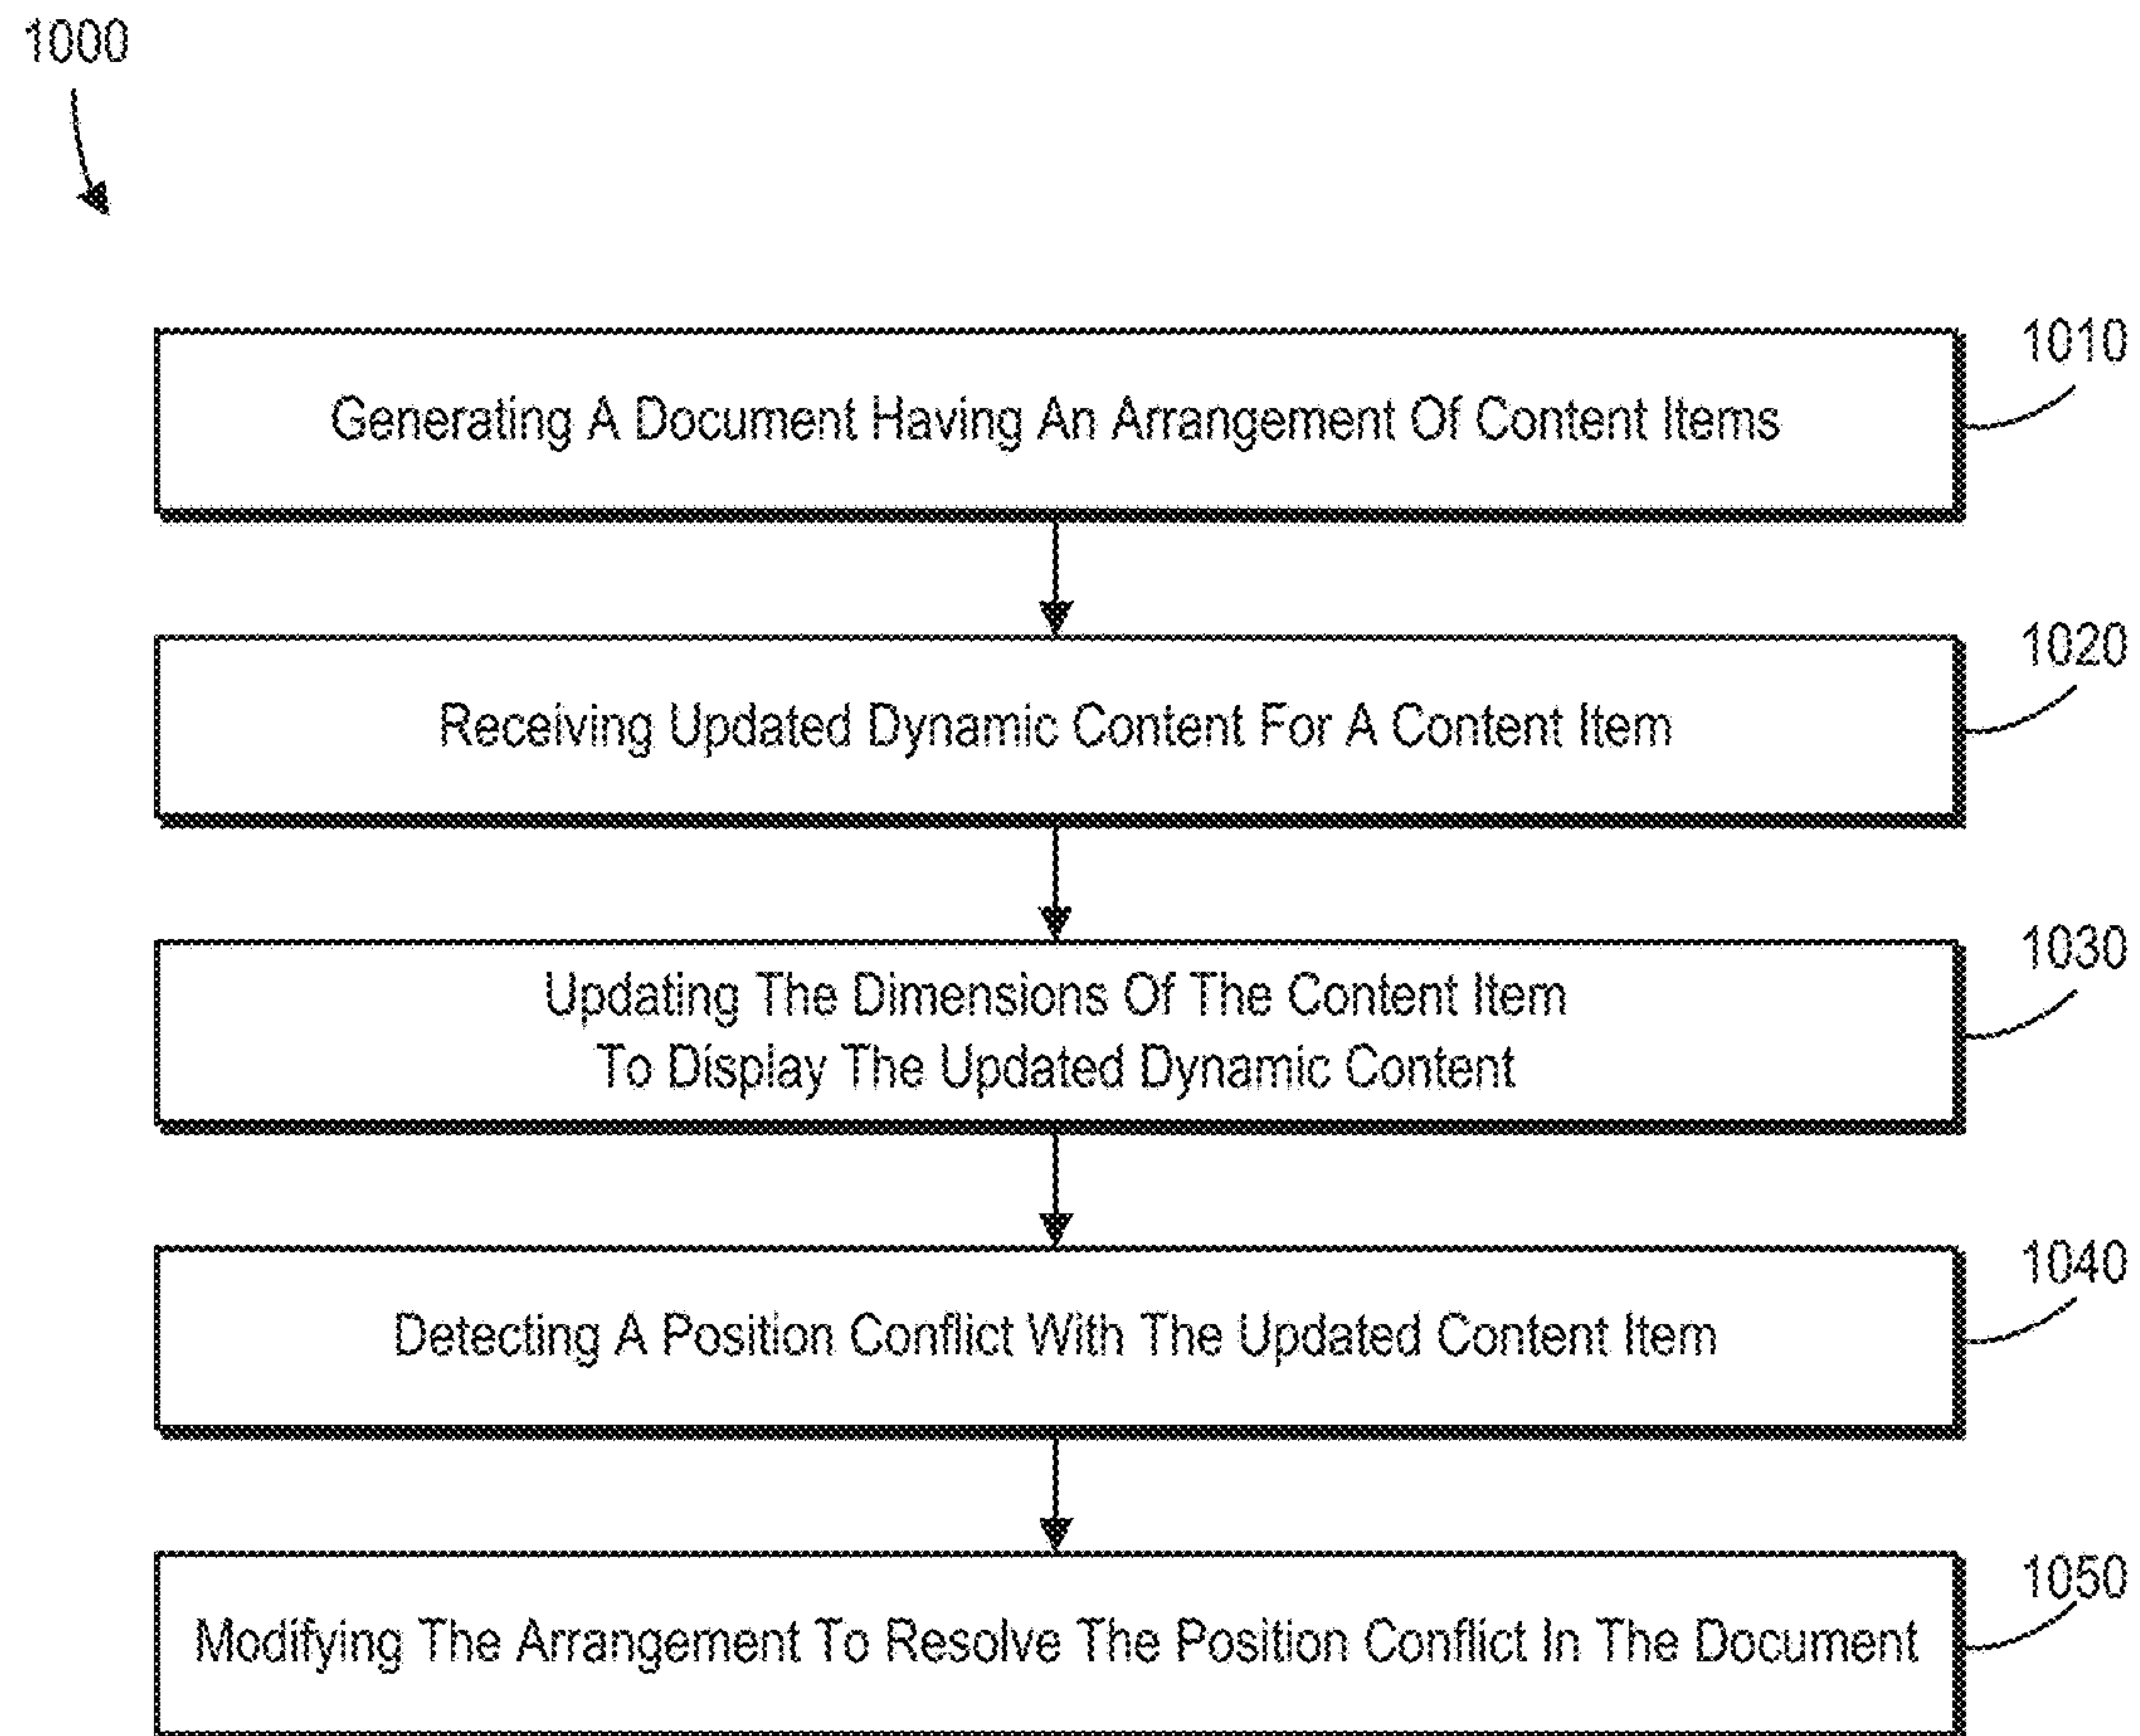 1000
1010
Generating A Document Having An Arrangement Of Content Items
1020
Receiving Updated Dynamic Content For A Content Item
1030
Updating The Dimensions Of The Content Item
To Display The Updated Dynamic Content
1040
Detecting A Position Conflict With The Updated Content Item
1050
Modifying The Arrangement To Resolve The Position Conflict In The Document